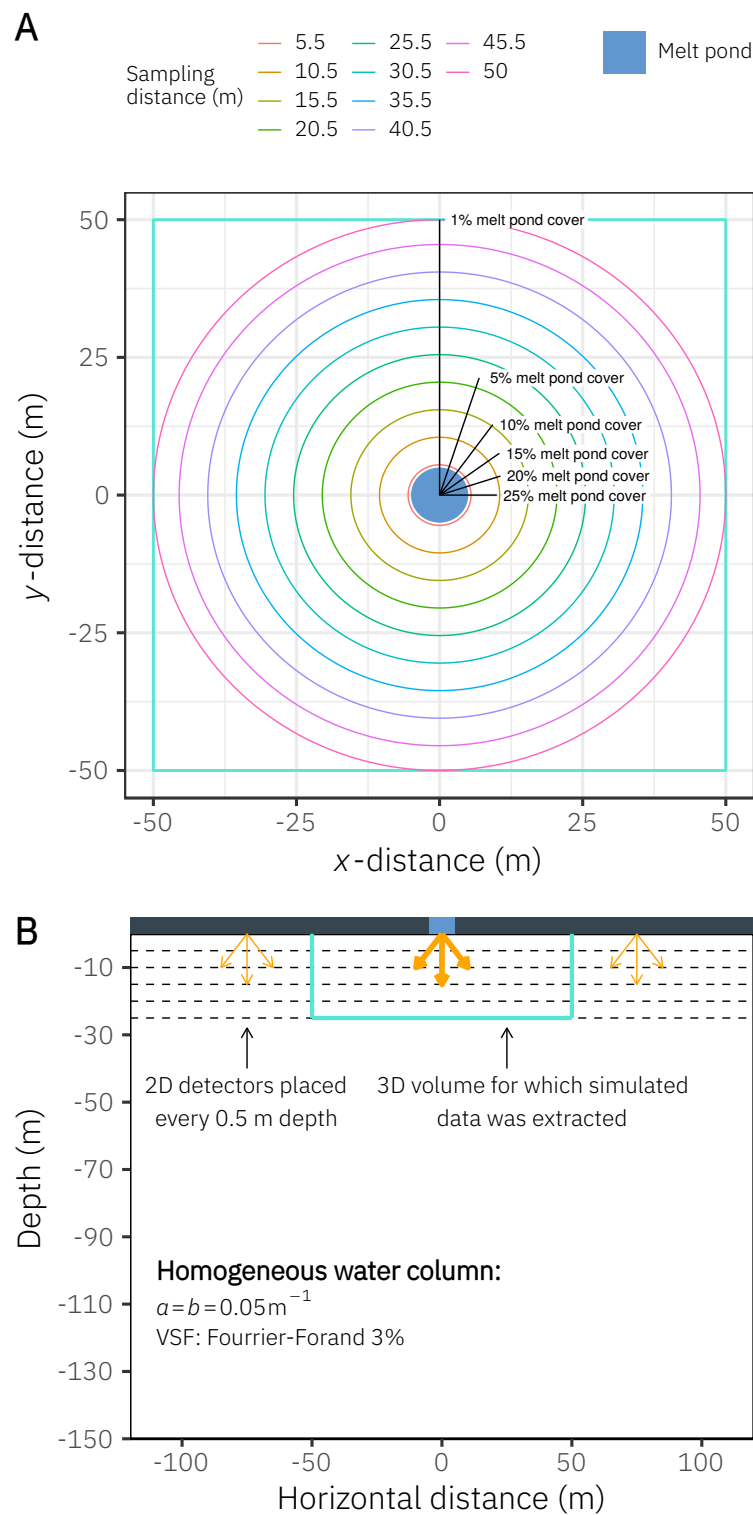 A
Sampling
distance (m)
5.5
10.5
15.5
20.5
25.5
30.5
35.5
40.5
45.5
50
Melt pond
50
25
0
-25
-50
y-distance (m)
1% melt pond cover
5% melt pond cover
10% melt pond cover
15% melt pond cover
20% melt pond cover
25% melt pond cover
-50
-25
0
25
50
x-distance (m)
B
-10
-30
-50
-70
-90
-110
-130
-150
Depth (m)
2D detectors placed
every 0.5 m depth
3D volume for which simulated
data was extracted
Homogeneous water column:
a=b=0.05m⁻¹
VSF: Fourrier-Forand 3%
-100
-50
0
50
100
Horizontal distance (m)